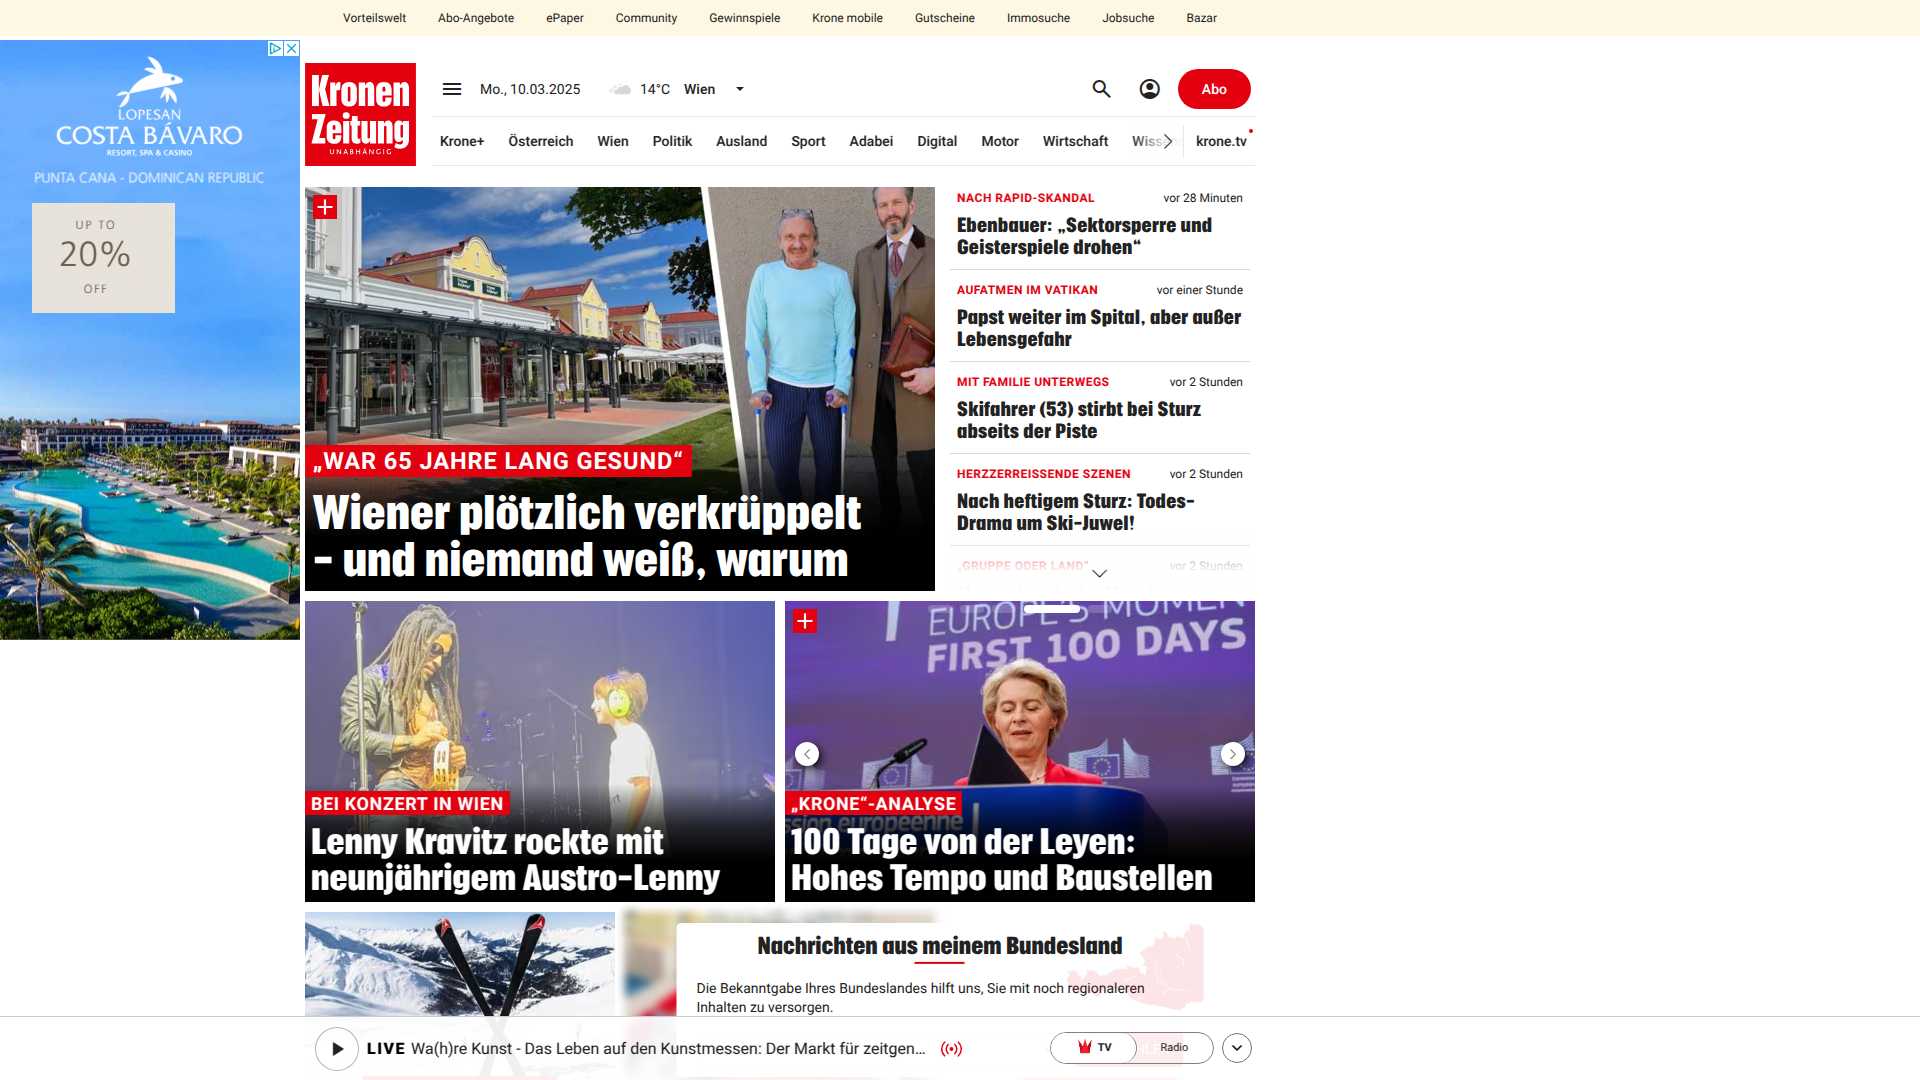 Vorteilswelt Abo-Angebote ePaper Community Gewinnspiele Krone mobile Gutscheine Immosuche Jobsuche Bazar
LOPESAN
COSTA BÁVARO
RESORT, SPA & CASINO
PUNTA CANA - DOMINICAN REPUBLIC
UP TO
20%
OFF
Kronen
Zeitung
UNABHÄNGIG
Mo., 10.03.2025 14°C Wien
Abo
Krone+ Österreich Wien Politik Ausland Sport Adabei Digital Motor Wirtschaft krone.tv
„WAR 65 JAHRE LANG GESUND“
Wiener plötzlich verkrüppelt
– und niemand weiß, warum
NACH RAPID-SKANDAL vor 28 Minuten
Ebenbauer: „Sektorsperre und
Geisterspiele drohen“
AUFATMEN IM VATIKAN vor einer Stunde
Papst weiter im Spital, aber außer
Lebensgefahr
MIT FAMILIE UNTERWEGS vor 2 Stunden
Skifahrer (53) stirbt bei Sturz
abseits der Piste
HERZZERREISSENDE SZENEN vor 2 Stunden
Nach heftigem Sturz: Todes-
Drama um Ski-Juwel!
„GRUPPE ODER LAND“ vor 2 Stunden
BEI KONZERT IN WIEN
Lenny Kravitz rockte mit
neunjährigem Austro-Lenny
EUROPE'S MOMEN
FIRST 100 DAYS
„KRONE“-ANALYSE
européenne
100 Tage von der Leyen:
Hohes Tempo und Baustellen
Nachrichten aus meinem Bundesland
Die Bekanntgabe Ihres Bundeslandes hilft uns, Sie mit noch regionaleren
Inhalten zu versorgen.
LIVE Wa(h)re Kunst - Das Leben auf den Kunstmessen: Der Markt für zeitgen...
TV Radio